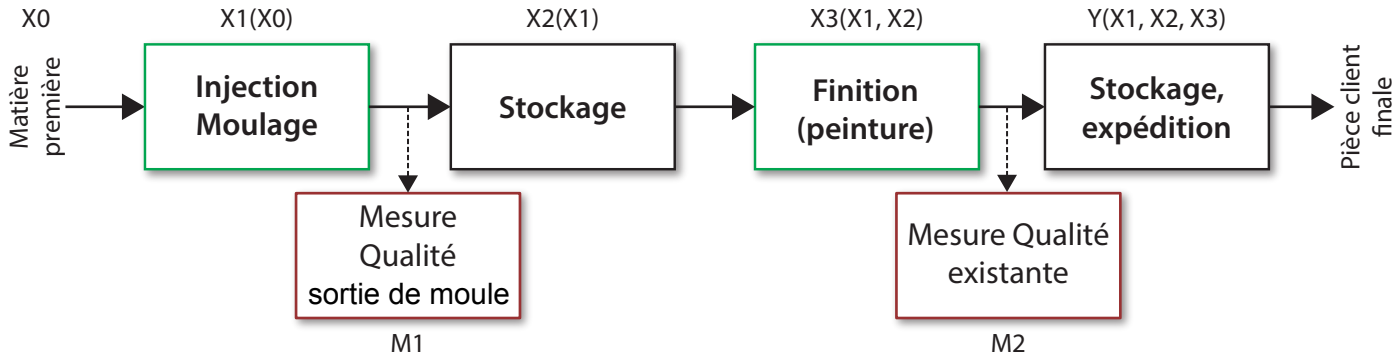 X0
X1(X0)
X2(X1)
X3(X1, X2)
Y(X1, X2, X3)
Matière
première
Injection
Moulage
Stockage
Finition
(peinture)
Stockage,
expédition
Pièce client
finale
Mesure
Qualité
sortie de moule
Mesure Qualité
existante
M1
M2